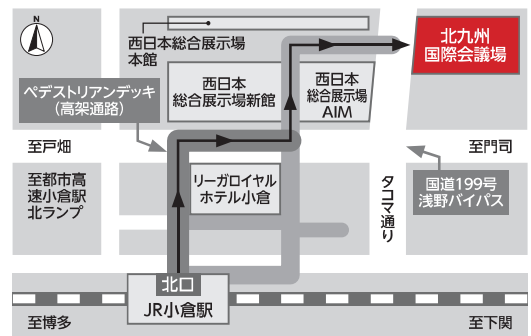 N
西日本総合展示場
本館
北九州
国際会議場
ペデストリアンデッキ
(高架通路)
西日本
総合展示場新館
西日本
総合展示場
AIM
至戸畑
至門司
至都市高
速小倉駅
北ランプ
リーガロイヤル
ホテル小倉
タコマ通り
国道199号
浅野バイパス
北口
JR小倉駅
至博多
至下関